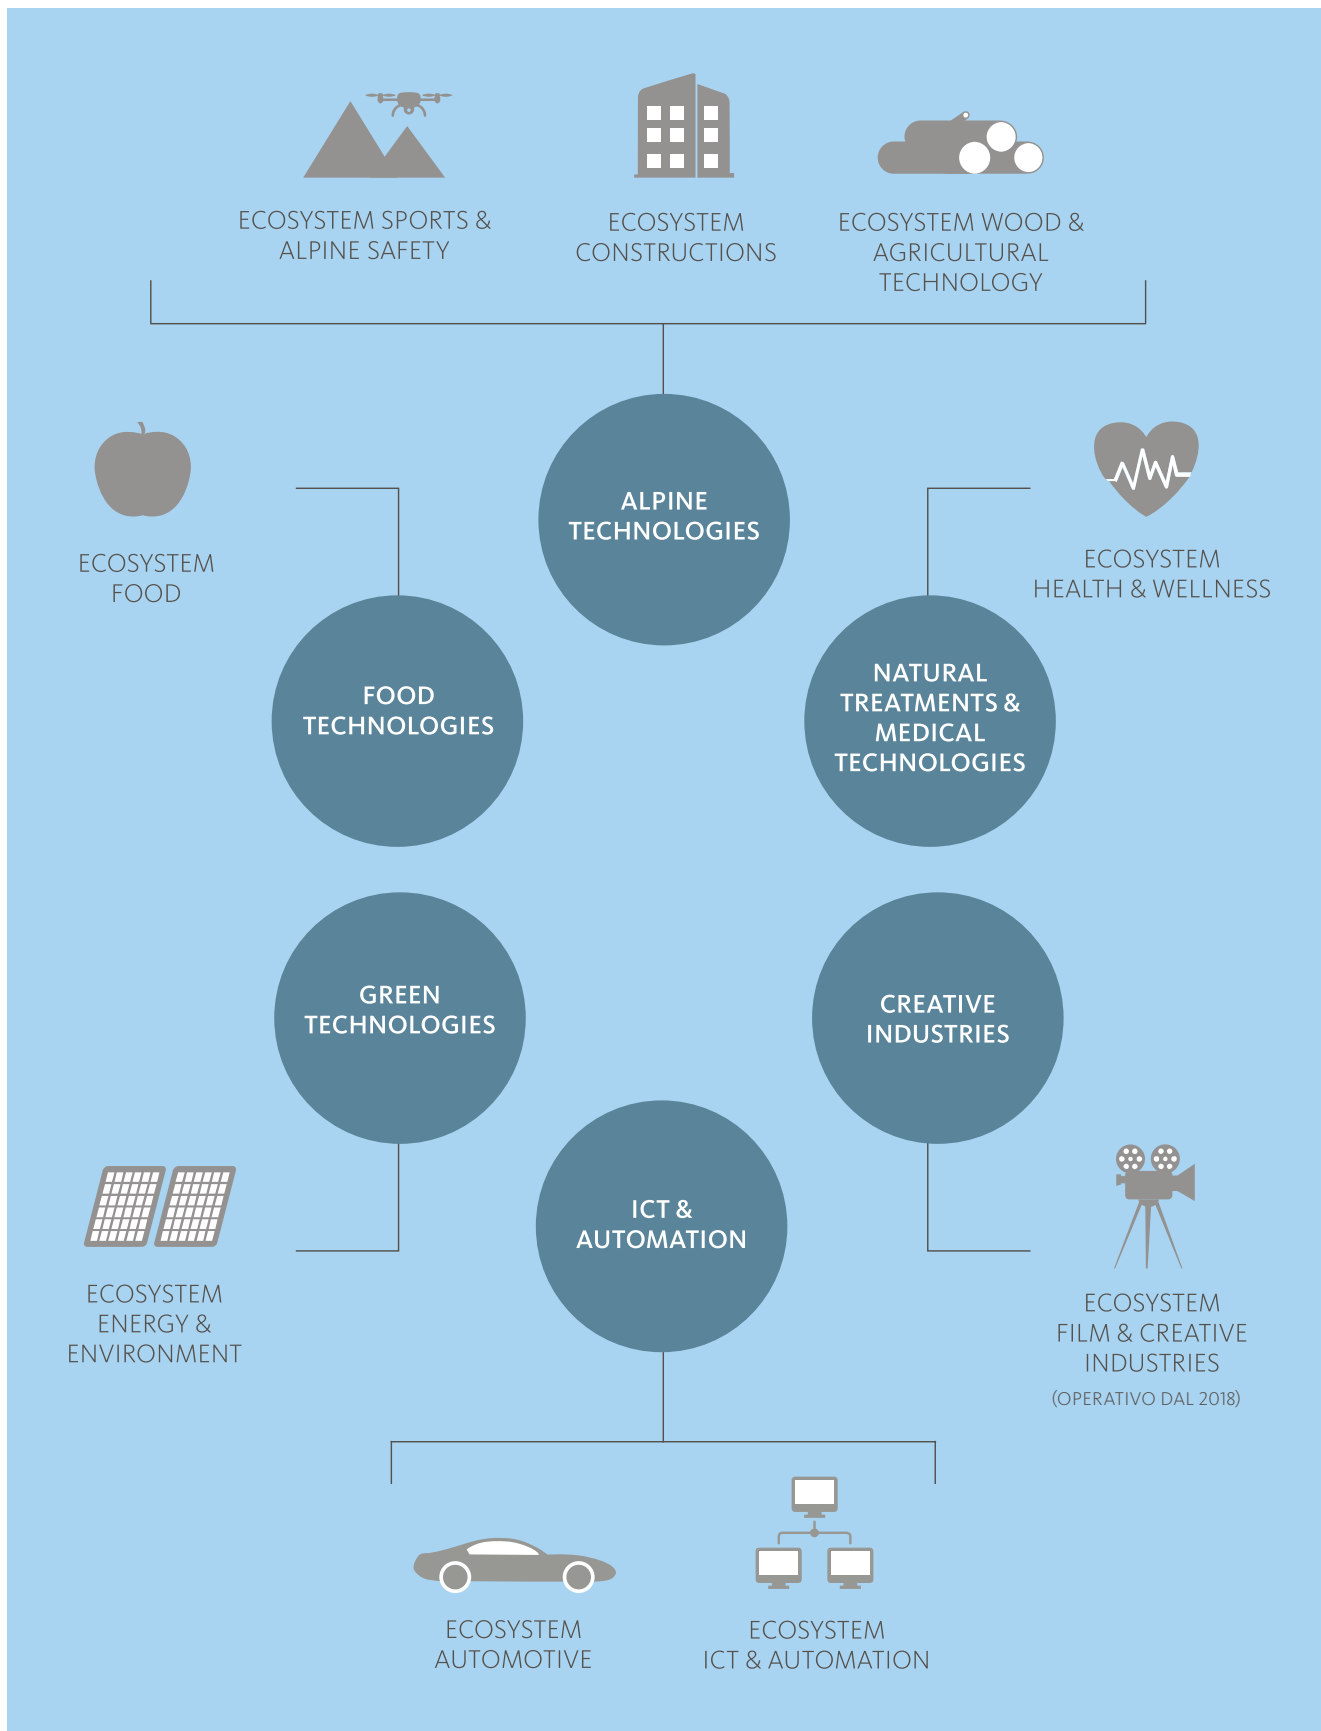 ECOSYSTEM SPORTS &
ALPINE SAFETY
ECOSYSTEM
CONSTRUCTIONS
ECOSYSTEM WOOD &
AGRICULTURAL
TECHNOLOGY
ALPINE
TECHNOLOGIES
ECOSYSTEM
FOOD
ECOSYSTEM
HEALTH & WELLNESS
FOOD
TECHNOLOGIES
NATURAL
TREATMENTS &
MEDICAL
TECHNOLOGIES
GREEN
TECHNOLOGIES
CREATIVE
INDUSTRIES
ICT &
AUTOMATION
ECOSYSTEM
ENERGY &
ENVIRONMENT
ECOSYSTEM
FILM & CREATIVE
INDUSTRIES
(OPERATIVO DAL 2018)
ECOSYSTEM
AUTOMOTIVE
ECOSYSTEM
ICT & AUTOMATION